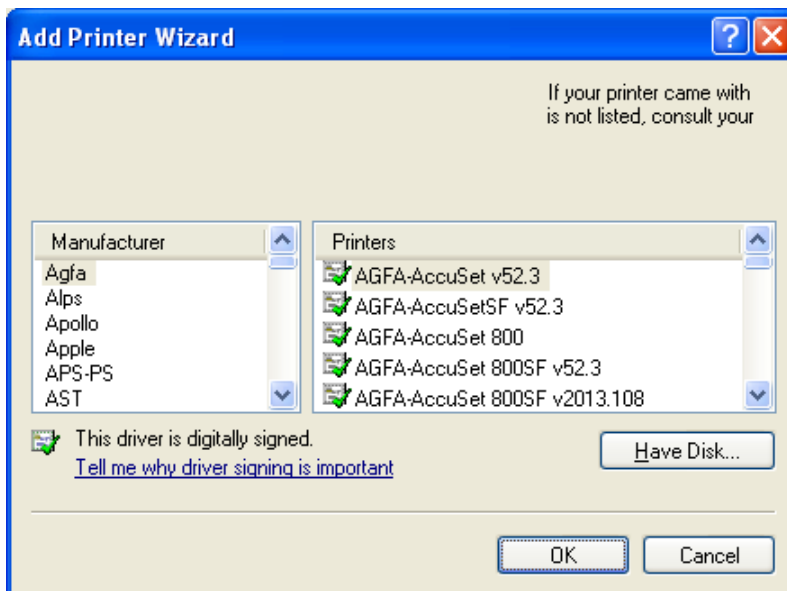 Add Printer Wizard
If your printer came with
is not listed, consult your
Manufacturer
Agfa
Alps
Apollo
Apple
APS-PS
AST
Printers
AGFA-AccuSet v52.3
AGFA-AccuSetSF v52.3
AGFA-AccuSet 800
AGFA-AccuSet 800SF v52.3
AGFA-AccuSet 800SF v2013.108
This driver is digitally signed.
Tell me why driver signing is important
Have Disk...
OK
Cancel